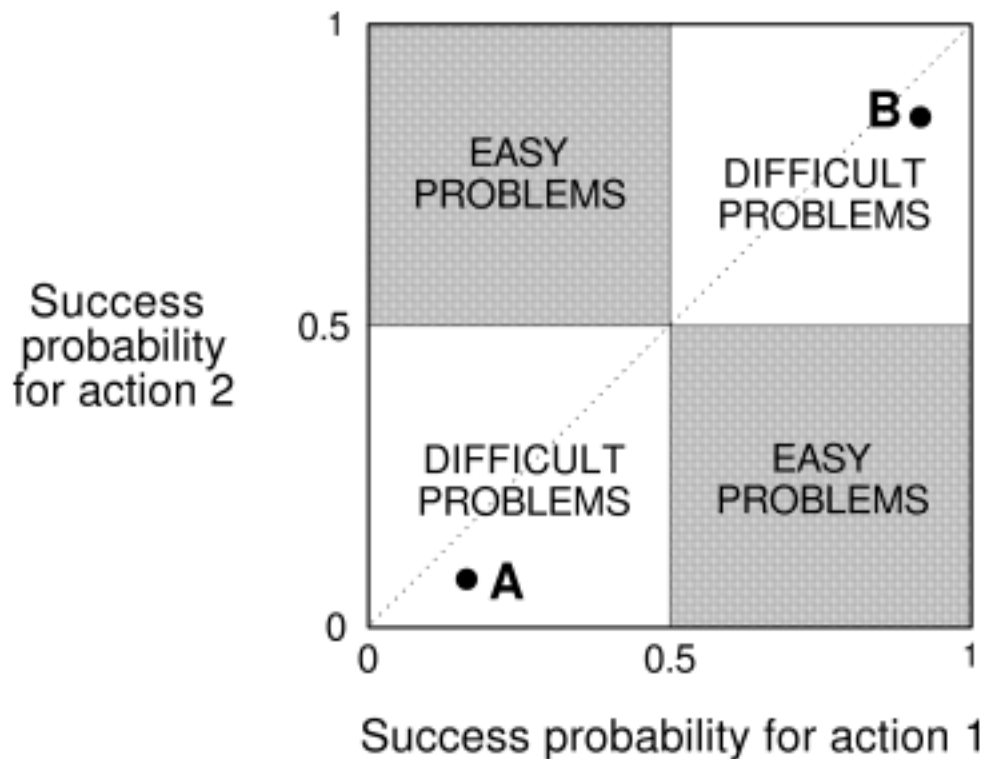 1
B
EASY
PROBLEMS
DIFFICULT
PROBLEMS
Success
probability
for action 2
0.5
DIFFICULT
PROBLEMS
EASY
PROBLEMS
A
0
0
0.5
1
Success probability for action 1